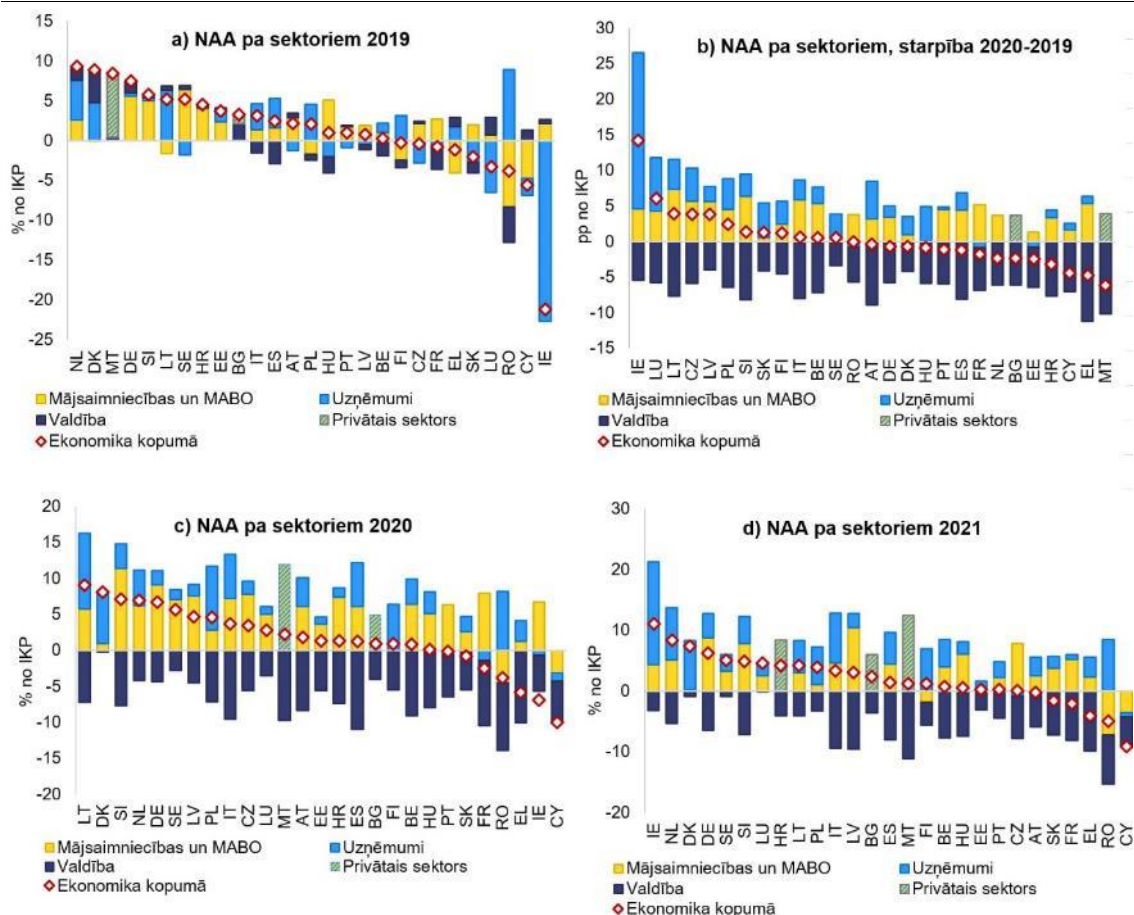 a) NAA pa sektoriem 2019
% no IKP
15
10
5
0
-5
-10
-15
-20
-25
NL DK MT DE SI LT SE HR EE BG IT ES AT PL HU PT LV BE FI CZ FR EL SK LU RO CY IE
Mājsaimniecības un MABO
Uzņēmumi
Valdība
Privātais sektors
Ekonomika kopumā
b) NAA pa sektoriem, starpība 2020-2019
pp no IKP
30
25
20
15
10
5
0
-5
-10
-15
IE LU LT CZ LV PL SI SK FI IT BE SE RO AT DE DK HU PT ES FR NL BG EE HR CY EL MT
Mājsaimniecības un MABO
Uzņēmumi
Valdība
Privātais sektors
Ekonomika kopumā
c) NAA pa sektoriem 2020
% no IKP
20
15
10
5
0
-5
-10
-15
-20
LT DK SI NL DE SE LV PL IT CZ LU MT AT EE HR ES BG FI BE HU PT SK FR RO EL IE CY
Mājsaimniecības un MABO
Uzņēmumi
Valdība
Privātais sektors
Ekonomika kopumā
d) NAA pa sektoriem 2021
% no IKP
30
20
10
0
-10
-20
IE NL DK DE SE SI LU HR LT PL IT LV BG ES MT FI BE HU EE PT CZ AT SK FR EL RO CY
Mājsaimniecības un MABO
Uzņēmumi
Valdība
Privātais sektors
Ekonomika kopumā